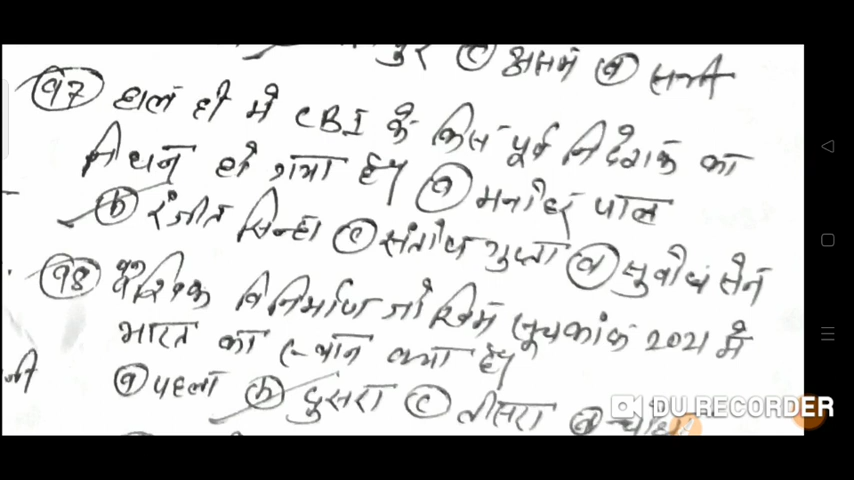 पुर (c) असम (d) सभी
(97) हाल ही में CBI के किस पूर्व निदेशक का
निधन हो गया है? (a) मनोहर पाल
(b) रंजीत सिन्हा (c) संतोष गुप्ता (d) सुबोध सेन
(98) वैश्विक विनिर्माण जोखिम सूचकांक 2021 में
भारत का स्थान क्या है?
(a) पहला (b) दुसरा (c) तीसरा (d) चौथा
DU RECORDER